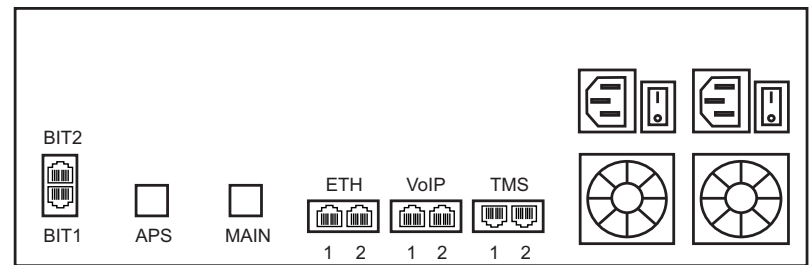 BIT2
BIT1
APS
MAIN
ETH
1 2
VoIP
1 2
TMS
1 2